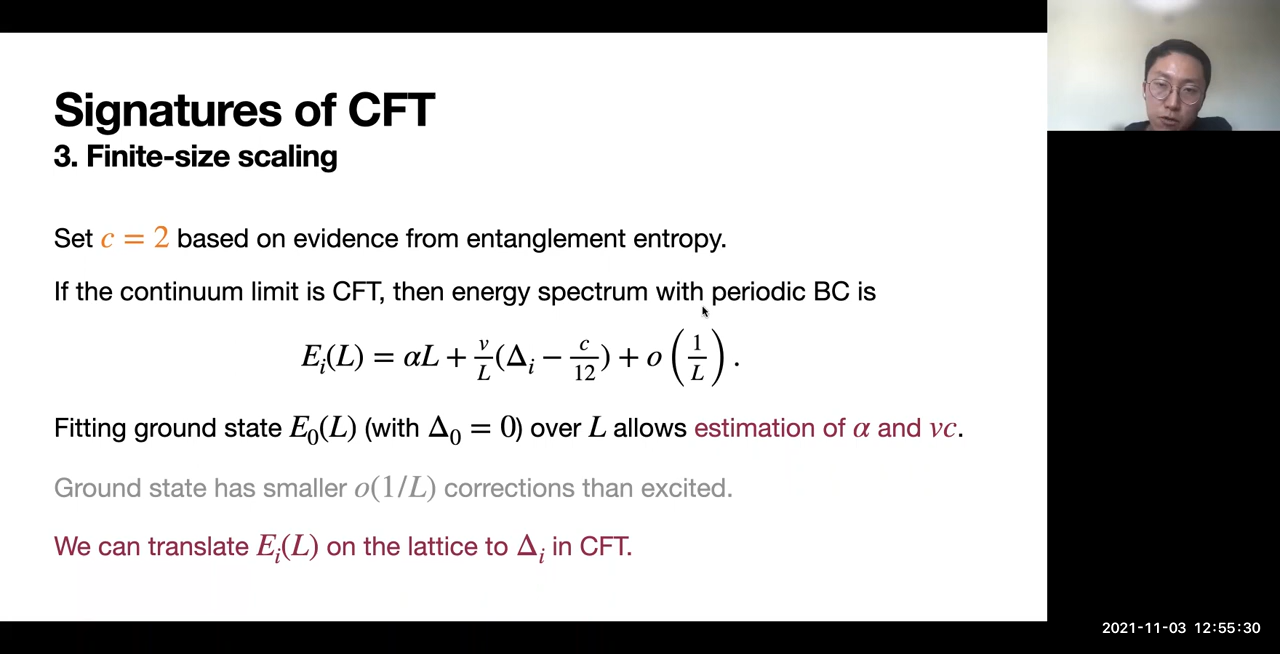 Signatures of CFT
3. Finite-size scaling
Set c = 2 based on evidence from entanglement entropy.
If the continuum limit is CFT, then energy spectrum with periodic BC is
E_i(L) = αL + v/L (Δ_i − c/12) + o(1/L).
Fitting ground state E_0(L) (with Δ_0 = 0) over L allows estimation of α and vc.
Ground state has smaller o(1/L) corrections than excited.
We can translate E_i(L) on the lattice to Δ_i in CFT.
2021-11-03 12:55:30